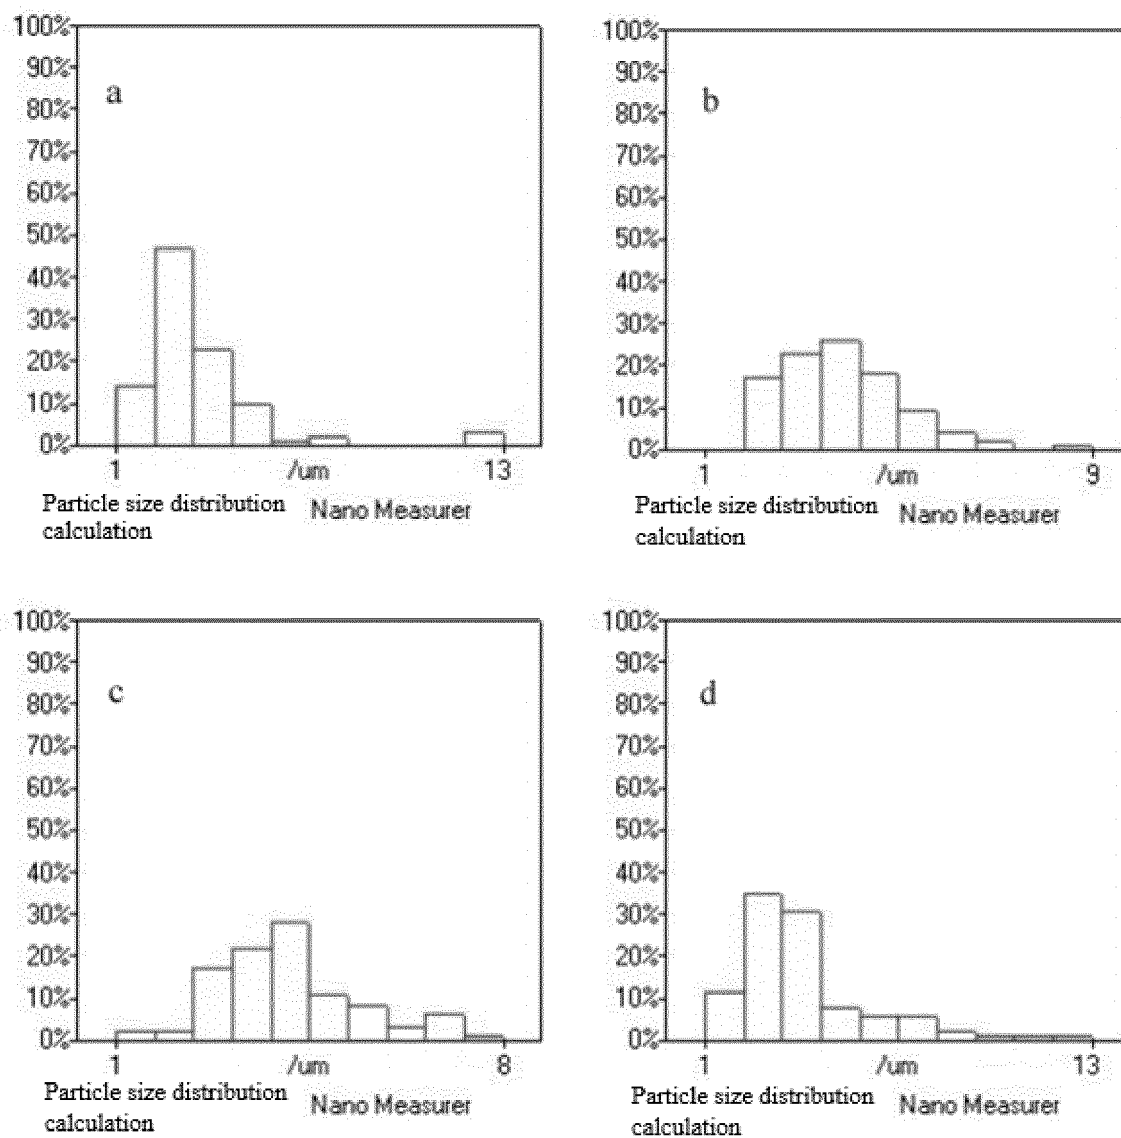 100%
90%
80%
70%
60%
50%
40%
30%
20%
10%
0%
a
1 /um 13
Particle size distribution
calculation
Nano Measurer
100%
90%
80%
70%
60%
50%
40%
30%
20%
10%
0%
b
1 /um 9
Particle size distribution
calculation
Nano Measurer
100%
90%
80%
70%
60%
50%
40%
30%
20%
10%
0%
c
1 /um 8
Particle size distribution
calculation
Nano Measurer
100%
90%
80%
70%
60%
50%
40%
30%
20%
10%
0%
d
1 /um 13
Particle size distribution
calculation
Nano Measurer